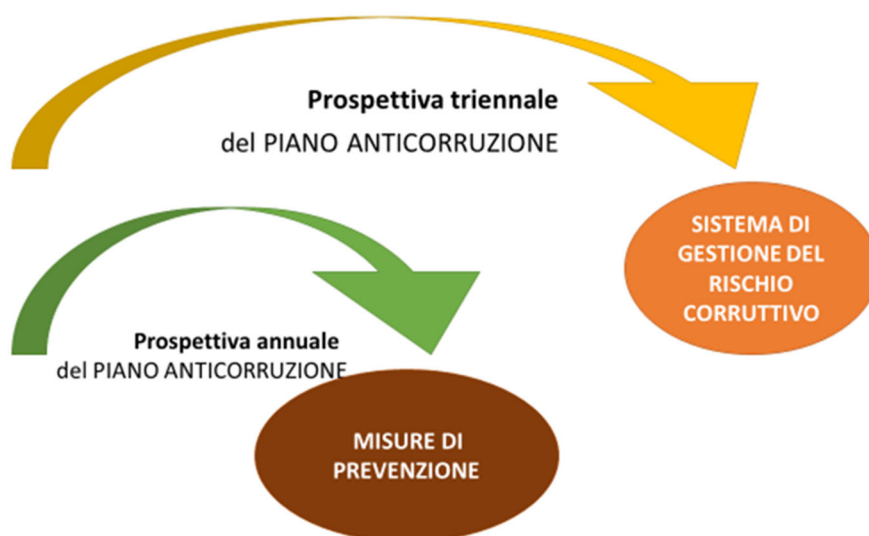 Prospettiva triennale
del PIANO ANTICORRUZIONE
SISTEMA DI
GESTIONE DEL
RISCHIO
CORRUTTIVO
Prospettiva annuale
del PIANO ANTICORRUZIONE
MISURE DI
PREVENZIONE